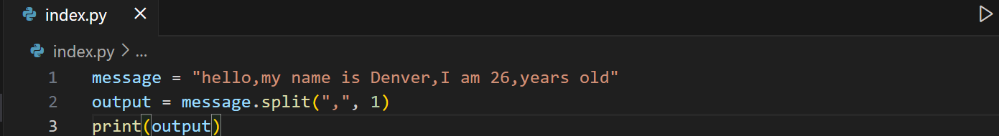 index.py ×
index.py > ...
1 message = "hello,my name is Denver,I am 26,years old"
2 output = message.split(",", 1)
3 print(output)